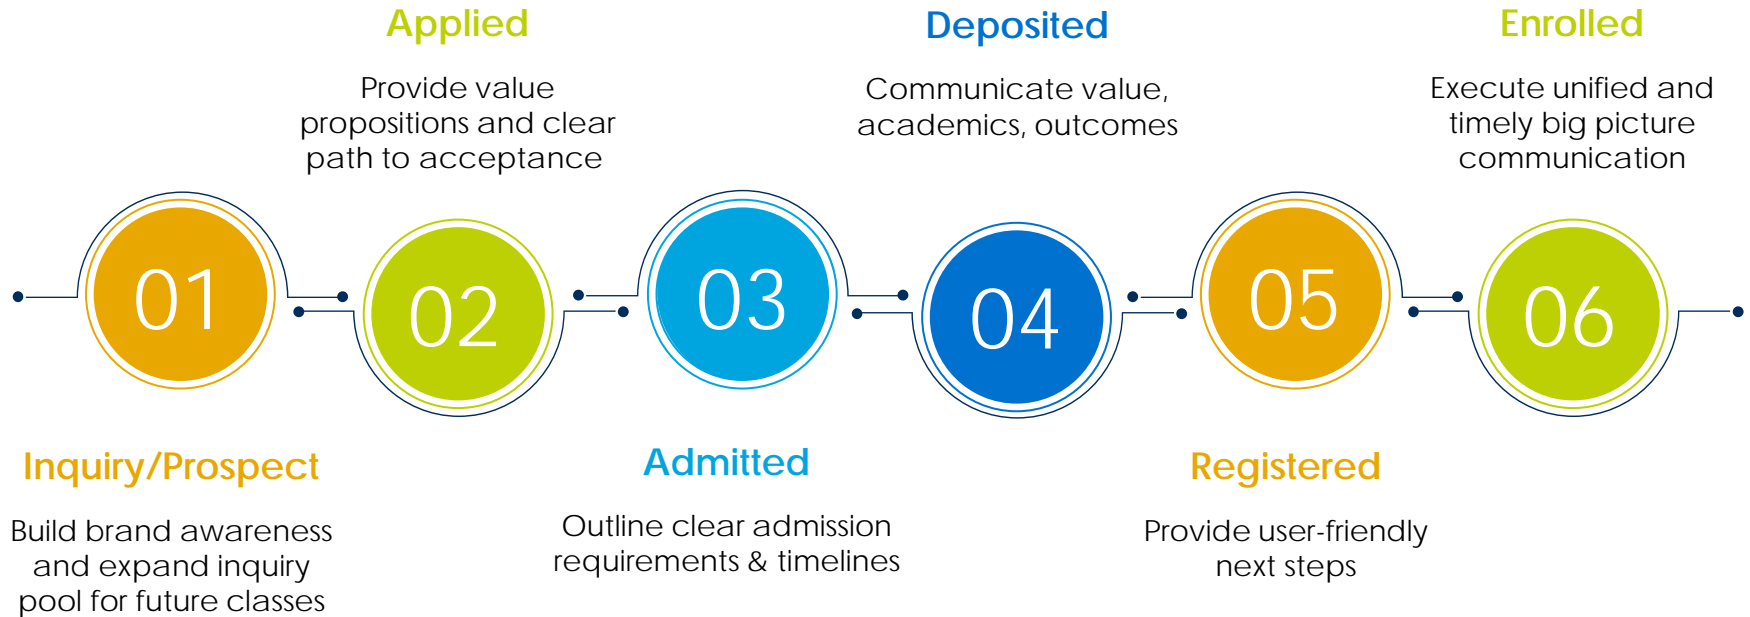 Applied
Provide value
propositions and clear
path to acceptance
Deposited
Communicate value,
academics, outcomes
Enrolled
Execute unified and
timely big picture
communication
01
02
03
04
05
06
Inquiry/Prospect
Build brand awareness
and expand inquiry
pool for future classes
Admitted
Outline clear admission
requirements & timelines
Registered
Provide user-friendly
next steps